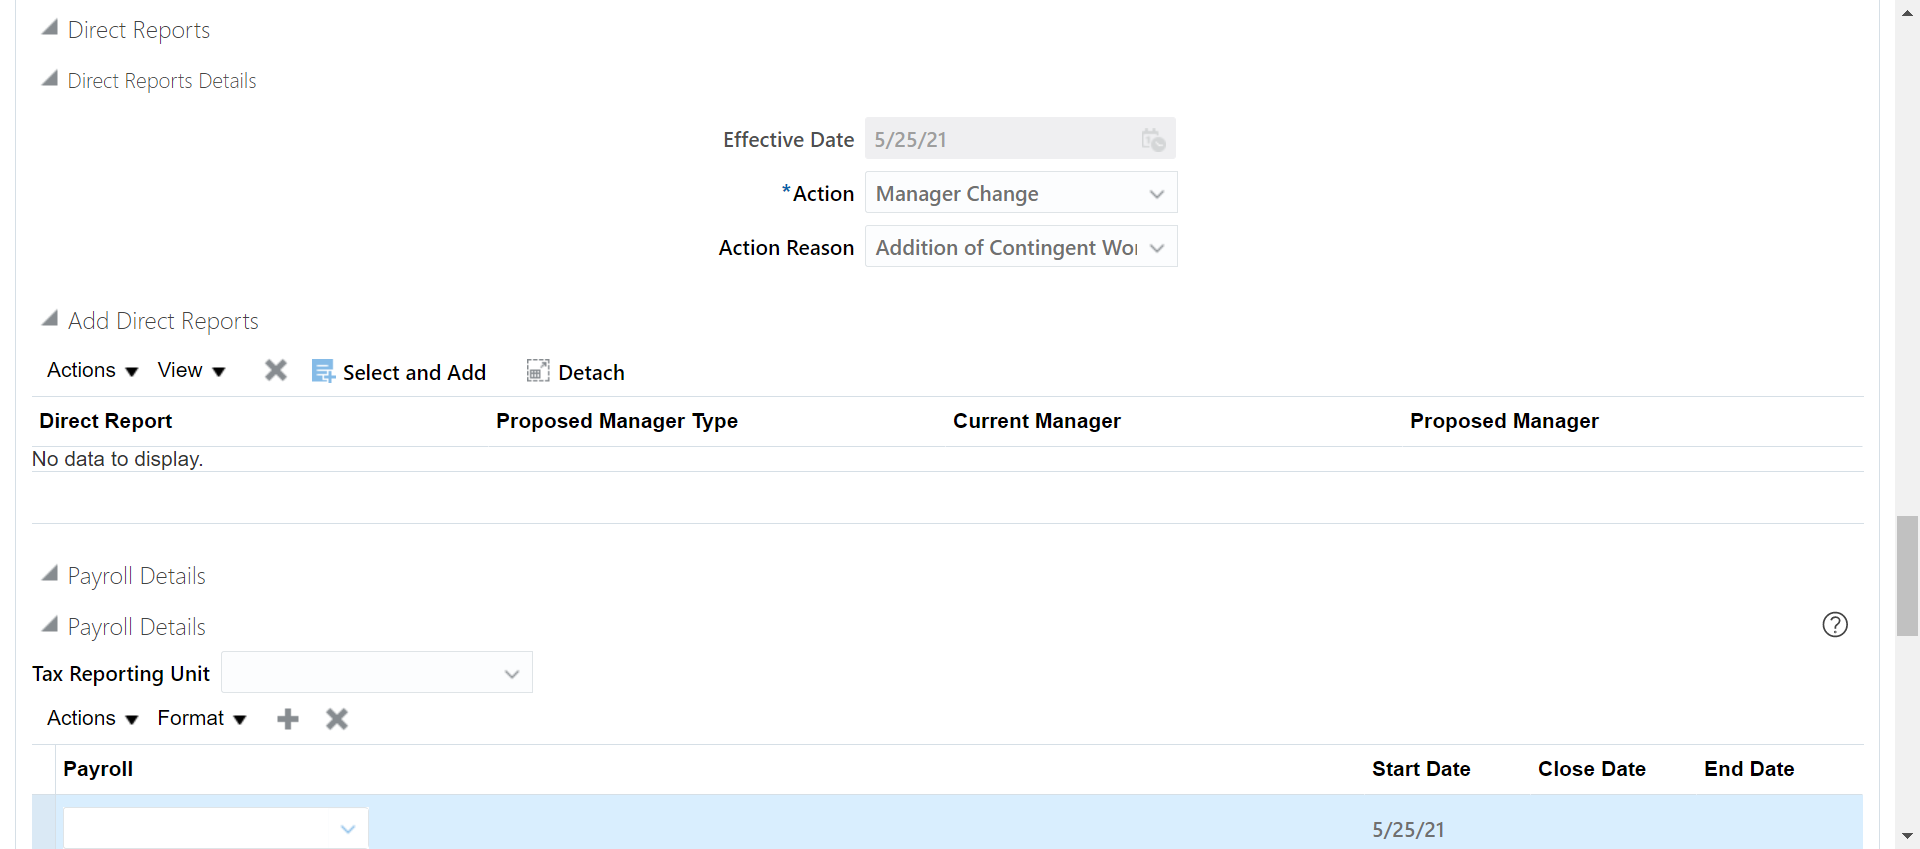 Direct Reports
Direct Reports Details
Effective Date 5/25/21
*Action Manager Change
Action Reason Addition of Contingent Wor
Add Direct Reports
Actions View Select and Add Detach
Direct Report Proposed Manager Type Current Manager Proposed Manager
No data to display.
Payroll Details
Payroll Details
Tax Reporting Unit
Actions Format
Payroll Start Date Close Date End Date
5/25/21